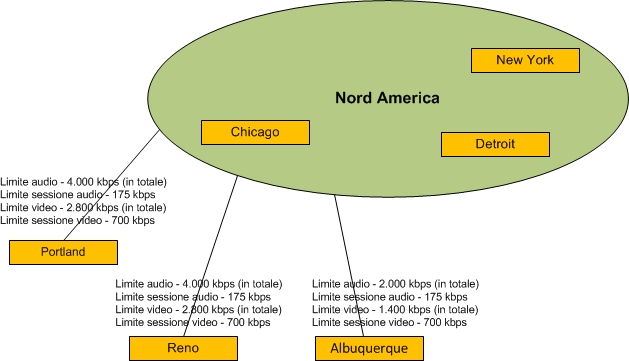 New York
Nord America
Chicago
Detroit
Limite audio - 4.000 kbps (in totale)
Limite sessione audio - 175 kbps
Limite video - 2.800 kbps (in totale)
Limite sessione video - 700 kbps
Portland
Limite audio - 4.000 kbps (in totale)
Limite sessione audio - 175 kbps
Limite video - 2.800 kbps (in totale)
Limite sessione video - 700 kbps
Reno
Limite audio - 2.000 kbps (in totale)
Limite sessione audio - 175 kbps
Limite video - 1.400 kbps (in totale)
Limite sessione video - 700 kbps
Albuquerque